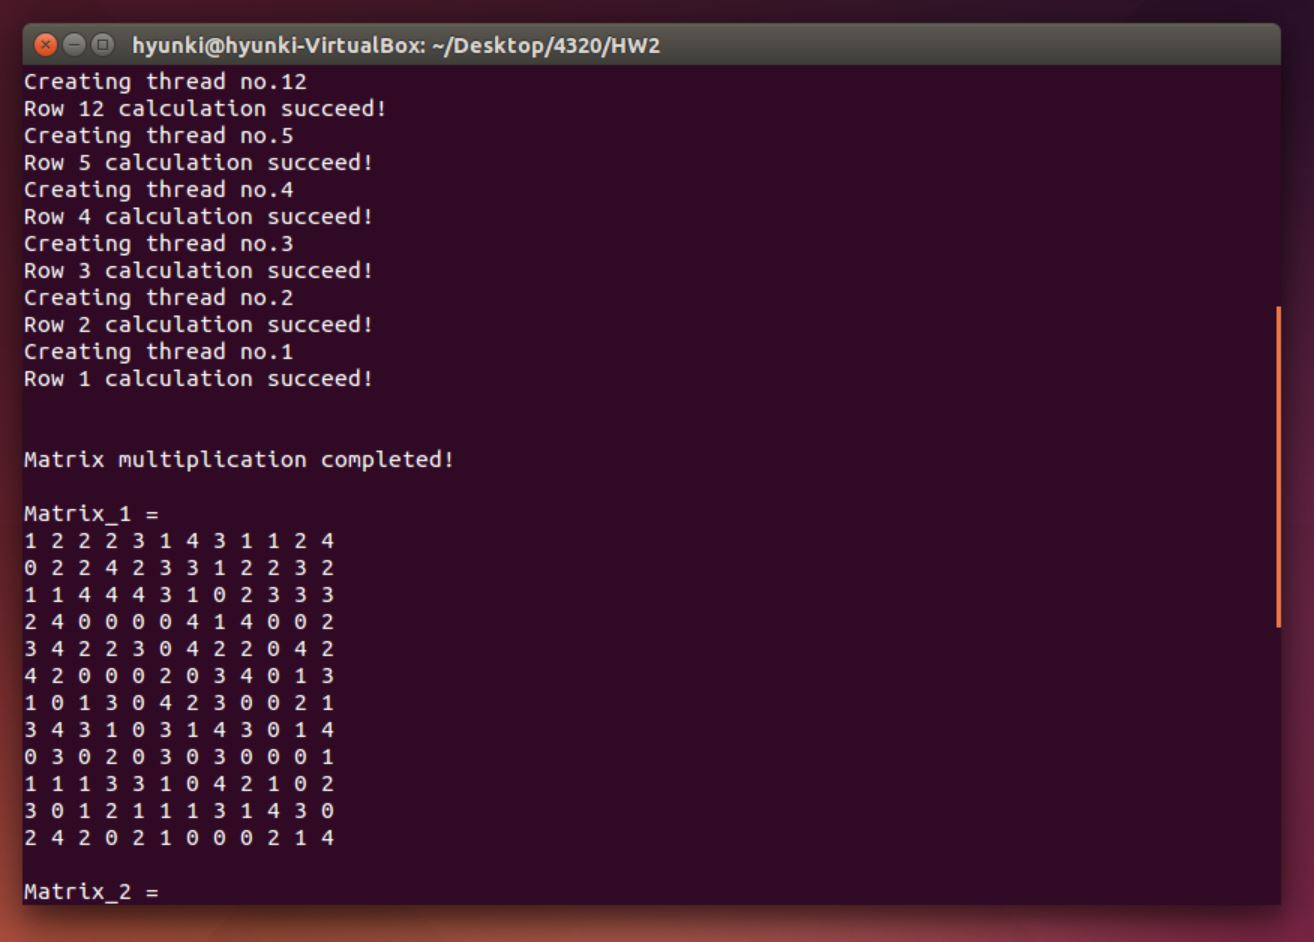 hyunki@hyunki-VirtualBox: ~/Desktop/4320/HW2
Creating thread no.12
Row 12 calculation succeed!
Creating thread no.5
Row 5 calculation succeed!
Creating thread no.4
Row 4 calculation succeed!
Creating thread no.3
Row 3 calculation succeed!
Creating thread no.2
Row 2 calculation succeed!
Creating thread no.1
Row 1 calculation succeed!
Matrix multiplication completed!
Matrix_1 =
1 2 2 2 3 1 4 3 1 1 2 4
0 2 2 4 2 3 3 1 2 2 3 2
1 1 4 4 4 3 1 0 2 3 3 3
2 4 0 0 0 0 4 1 4 0 0 2
3 4 2 2 3 0 4 2 2 0 4 2
4 2 0 0 0 2 0 3 4 0 1 3
1 0 1 3 0 4 2 3 0 0 2 1
3 4 3 1 0 3 1 4 3 0 1 4
0 3 0 2 0 3 0 3 0 0 0 1
1 1 1 3 3 1 0 4 2 1 0 2
3 0 1 2 1 1 1 3 1 4 3 0
2 4 2 0 2 1 0 0 0 2 1 4
Matrix_2 =